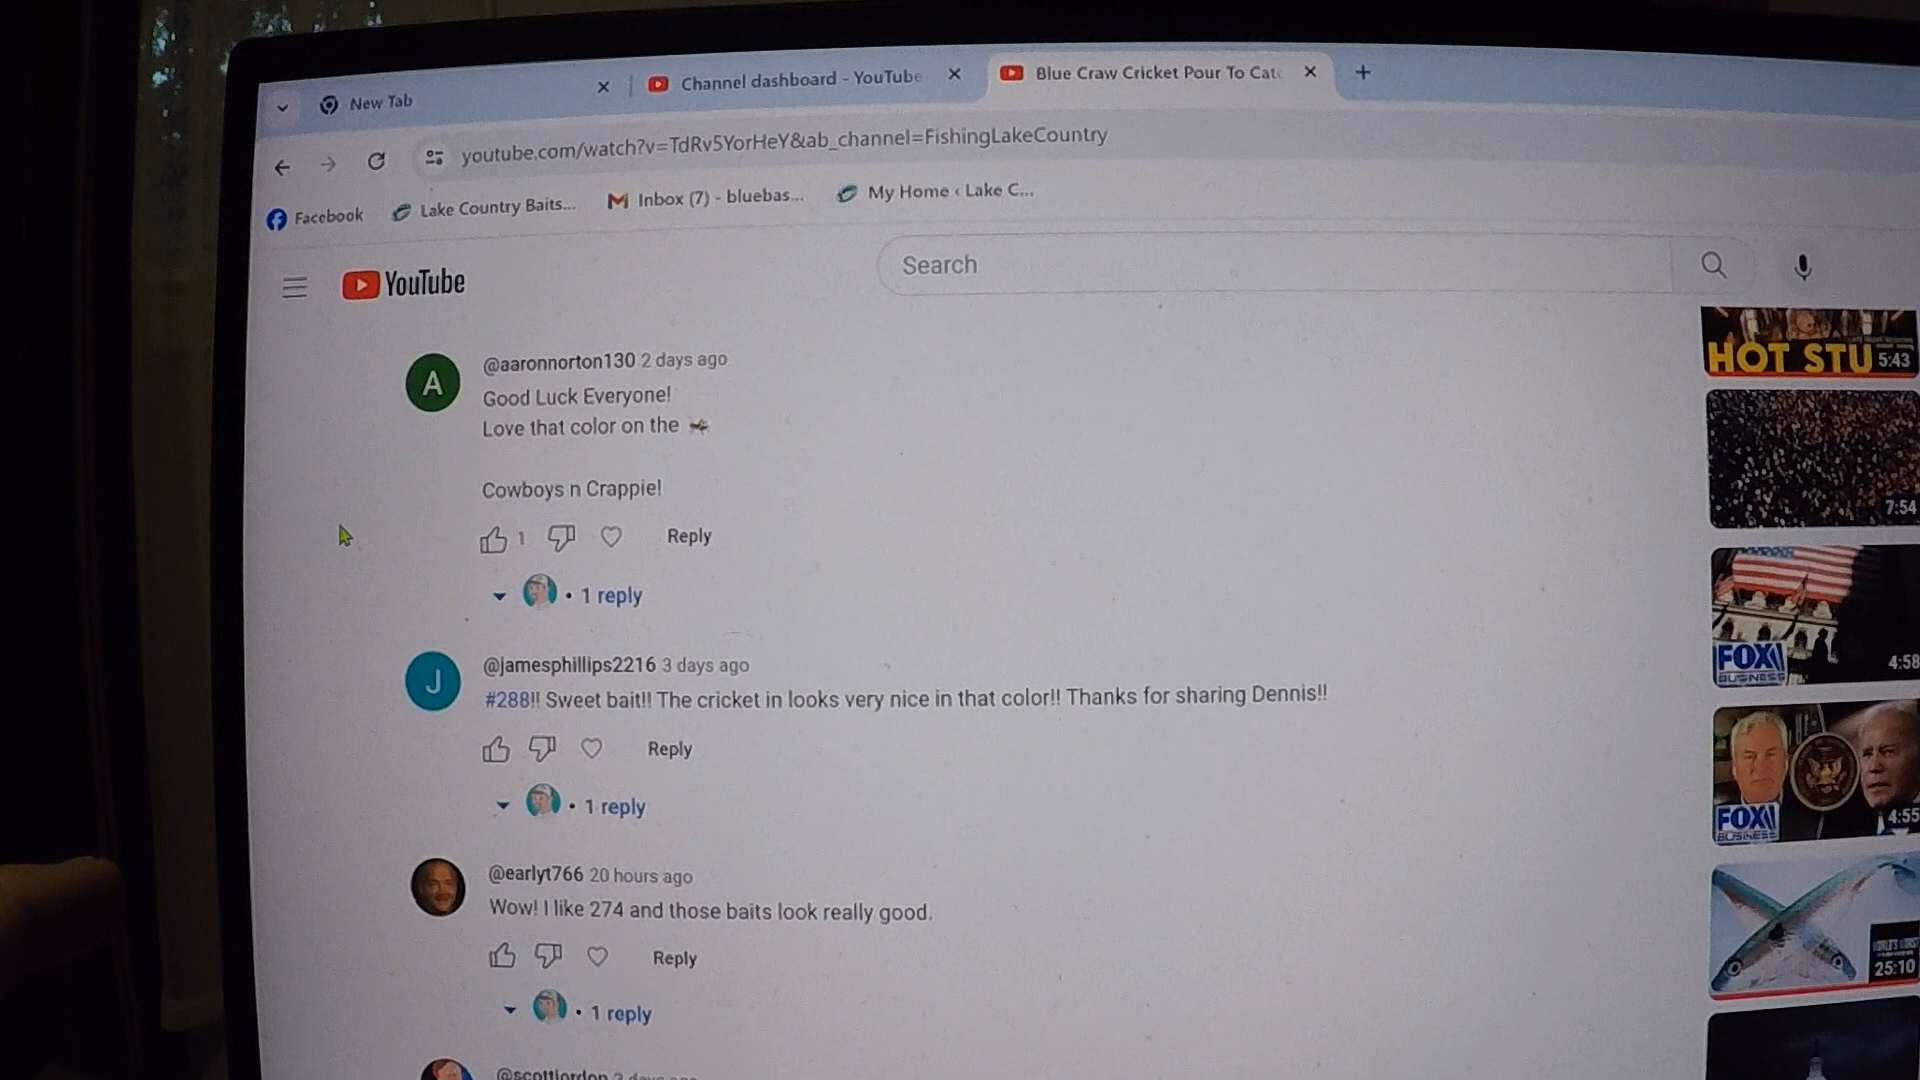 New Tab
Channel dashboard - YouTube
Blue Craw Cricket Pour To Catc
youtube.com/watch?v=TdRv5YorHeY&ab_channel=FishingLakeCountry
Facebook
Lake Country Baits...
Inbox (7) - bluebas...
My Home ‹ Lake C...
YouTube
Search
HOT STU
5:43
A
@aaronnorton130 2 days ago
Good Luck Everyone!
Love that color on the
Cowboys n Crappie!
1
Reply
1 reply
7:54
FOX
BUSINESS
4:58
J
@jamesphillips2216 3 days ago
#288!! Sweet bait!! The cricket in looks very nice in that color!! Thanks for sharing Dennis!!
Reply
1 reply
FOX
BUSINESS
4:55
@earlyt766 20 hours ago
Wow! I like 274 and those baits look really good.
Reply
1 reply
25:10